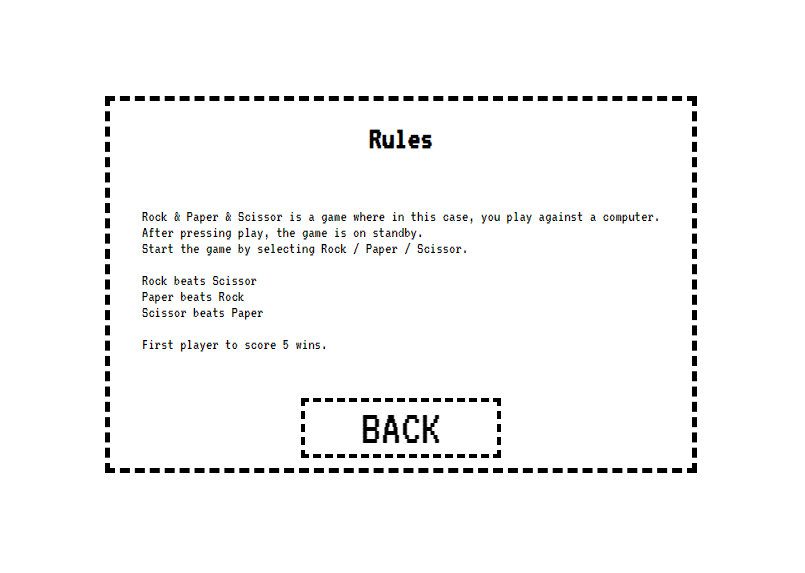 Rules
Rock & Paper & Scissor is a game where in this case, you play against a computer.
After pressing play, the game is on standby.
Start the game by selecting Rock / Paper / Scissor.
Rock beats Scissor
Paper beats Rock
Scissor beats Paper
First player to score 5 wins.
BACK